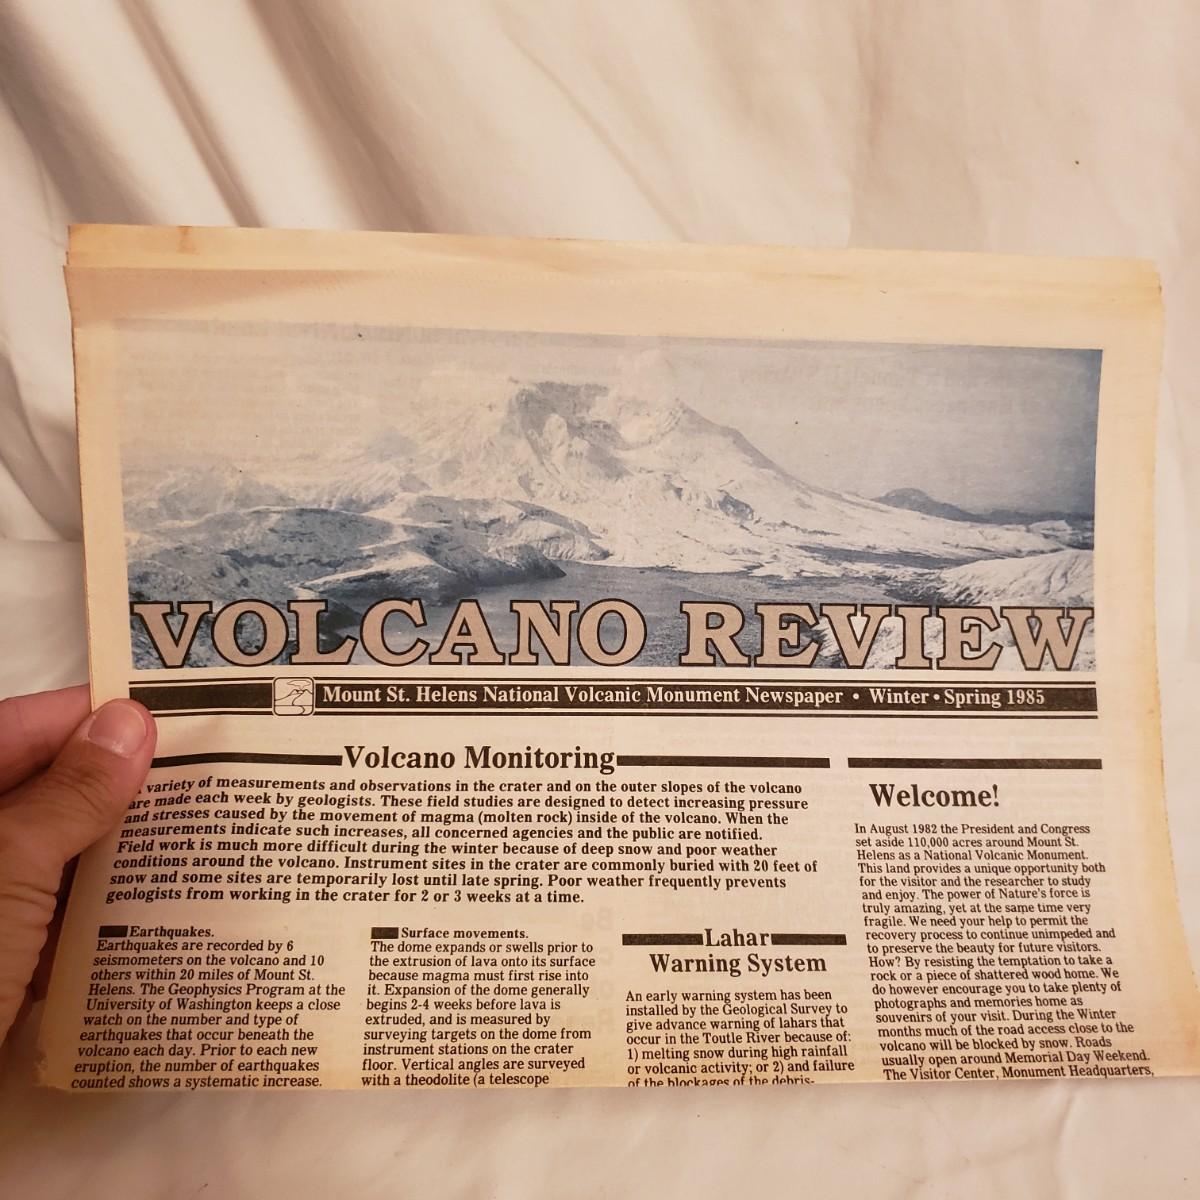 VOLCANO REVIEW
Mount St. Helens National Volcanic Monument Newspaper • Winter • Spring 1985
Volcano Monitoring
variety of measurements and observations in the crater and on the outer slopes of the volcano
are made each week by geologists. These field studies are designed to detect increasing pressure
and stresses caused by the movement of magma (molten rock) inside of the volcano. When the
measurements indicate such increases, all concerned agencies and the public are notified.
Field work is much more difficult during the winter because of deep snow and poor weather
conditions around the volcano. Instrument sites in the crater are commonly buried with 20 feet of
snow and some sites are temporarily lost until late spring. Poor weather frequently prevents
geologists from working in the crater for 2 or 3 weeks at a time.
Earthquakes.
Earthquakes are recorded by 6
seismometers on the volcano and 10
others within 20 miles of Mount St.
Helens. The Geophysics Program at the
University of Washington keeps a close
watch on the number and type of
earthquakes that occur beneath the
volcano each day. Prior to each new
eruption, the number of earthquakes
counted shows a systematic increase.
Surface movements.
The dome expands or swells prior to
the extrusion of lava onto its surface
because magma must first rise into
it. Expansion of the dome generally
begins 2-4 weeks before lava is
extruded, and is measured by
surveying targets on the dome from
instrument stations on the crater
floor. Vertical angles are surveyed
with a theodolite (a telescope
Lahar
Warning System
An early warning system has been
installed by the Geological Survey to
give advance warning of lahars that
occur in the Toutle River because of:
1) melting snow during high rainfall
or volcanic activity; or 2) and failure
of the blockages of the debris-
Welcome!
In August 1982 the President and Congress
set aside 110,000 acres around Mount St.
Helens as a National Volcanic Monument.
This land provides a unique opportunity both
for the visitor and the researcher to study
and enjoy. The power of Nature's force is
truly amazing, yet at the same time very
fragile. We need your help to permit the
recovery process to continue unimpeded and
to preserve the beauty for future visitors.
How? By resisting the temptation to take a
rock or a piece of shattered wood home. We
do however encourage you to take plenty of
photographs and memories home as
souvenirs of your visit. During the Winter
months much of the road access close to the
volcano will be blocked by snow. Roads
usually open around Memorial Day Weekend.
The Visitor Center, Monument Headquarters,